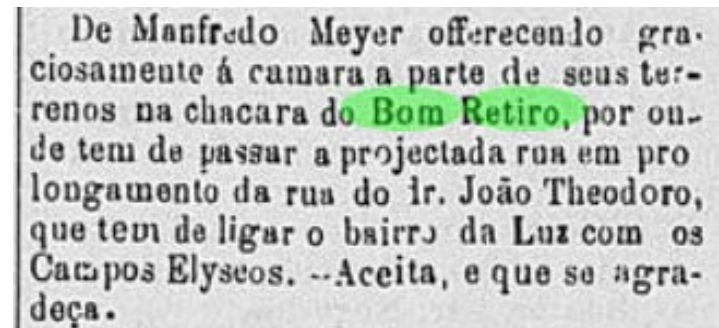 De Manfredo Meyer offerecendo gra-
ciosamente á camara a parte de seus ter-
renos na chacara do Bom Retiro, por on-
de tem de passar a projectada rua em pro
longamento da rua do dr. João Theodoro,
que tem de ligar o bairro da Luz com os
Campos Elyseos. --Aceita, e que se agra-
deça.